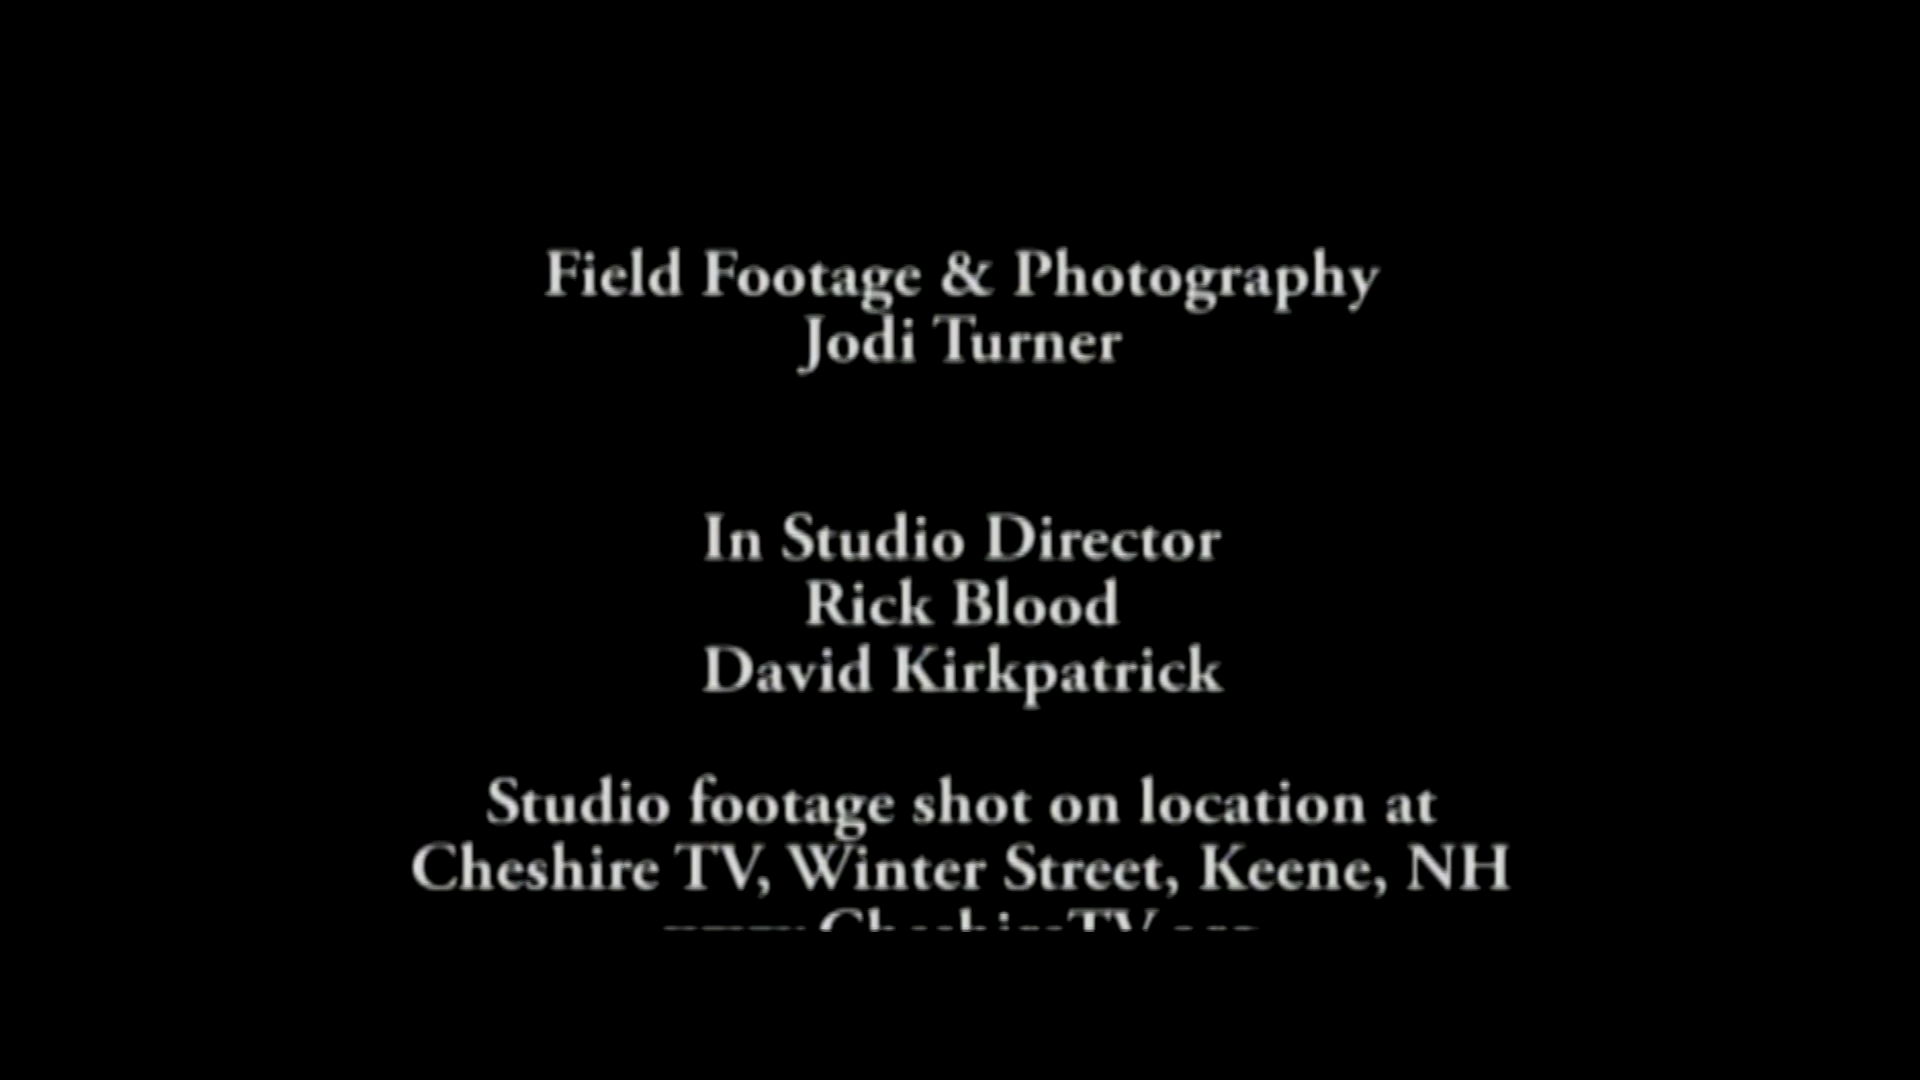 Field Footage & Photography
Jodi Turner
In Studio Director
Rick Blood
David Kirkpatrick
Studio footage shot on location at
Cheshire TV, Winter Street, Keene, NH